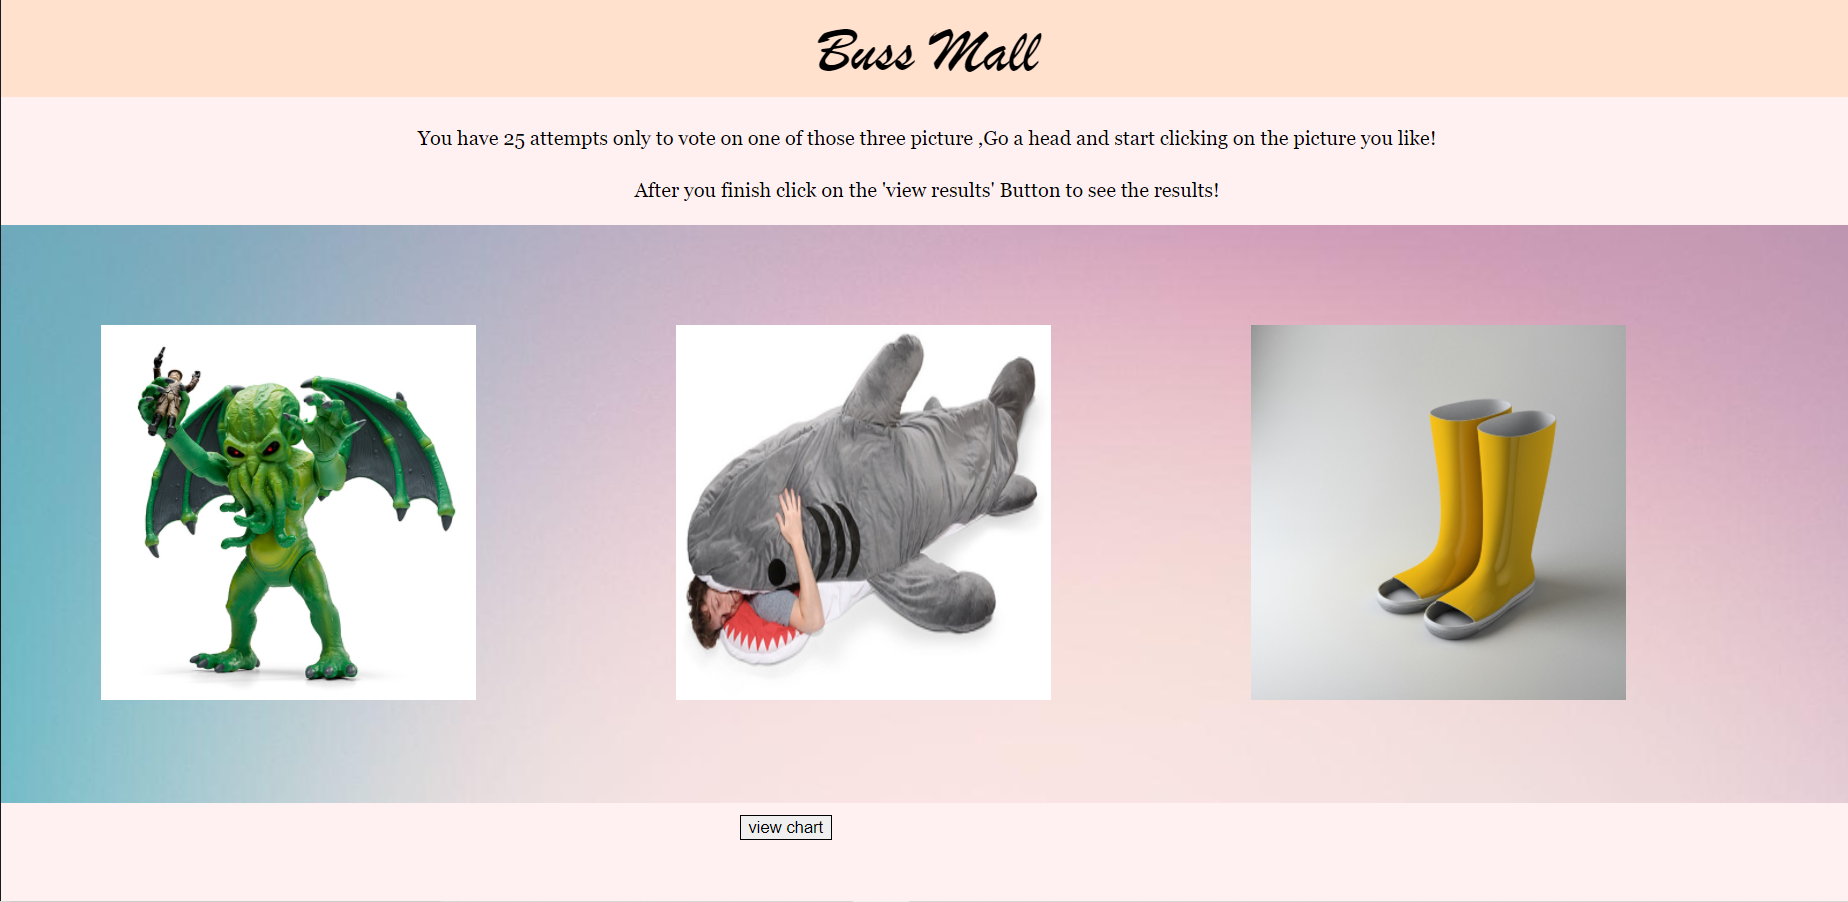 Buss Mall
You have 25 attempts only to vote on one of those three picture ,Go a head and start clicking on the picture you like!
After you finish click on the 'view results' Button to see the results!
view chart